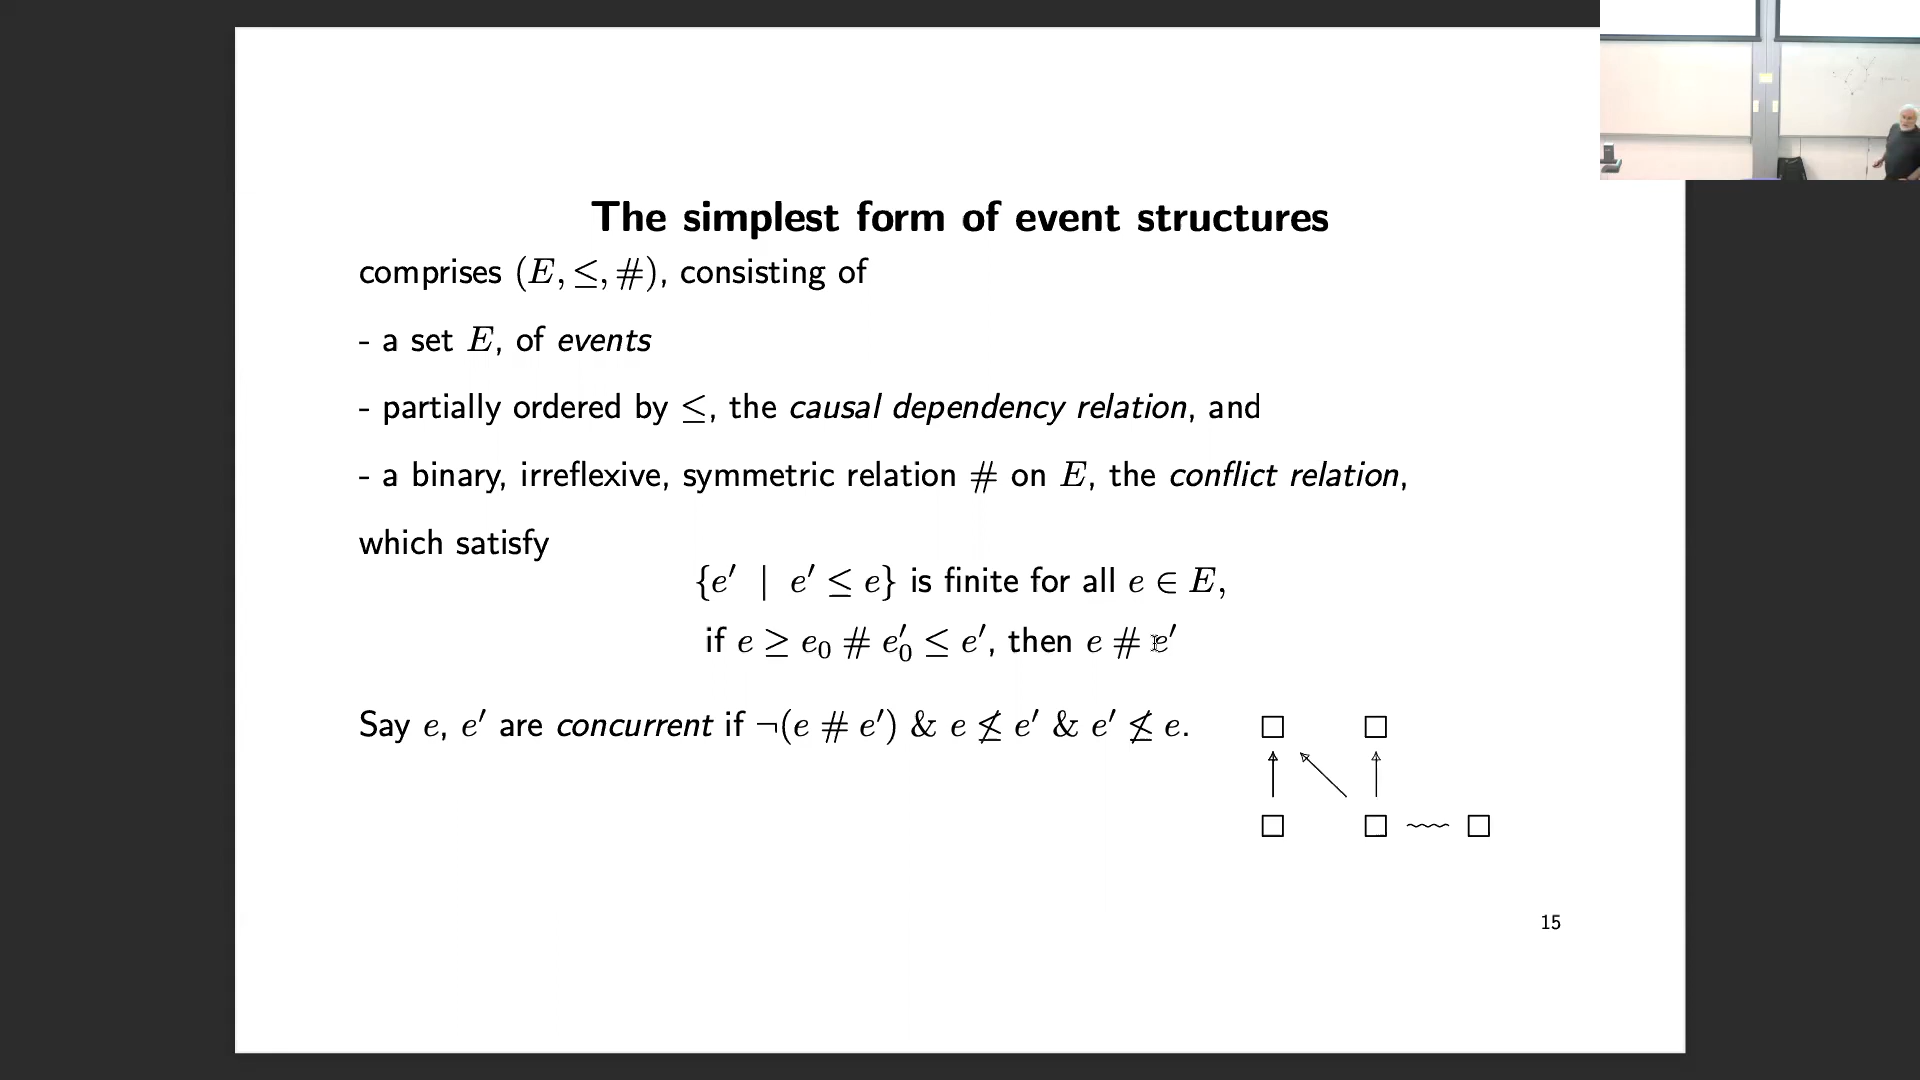 The simplest form of event structures
comprises (E, ≤, #), consisting of
- a set E, of events
- partially ordered by ≤, the causal dependency relation, and
- a binary, irreflexive, symmetric relation # on E, the conflict relation,
which satisfy
{e′ | e′ ≤ e} is finite for all e ∈ E,
if e ≥ e₀ # e′₀ ≤ e′, then e # e′
Say e, e′ are concurrent if ¬(e # e′) & e ≰ e′ & e′ ≰ e.
15